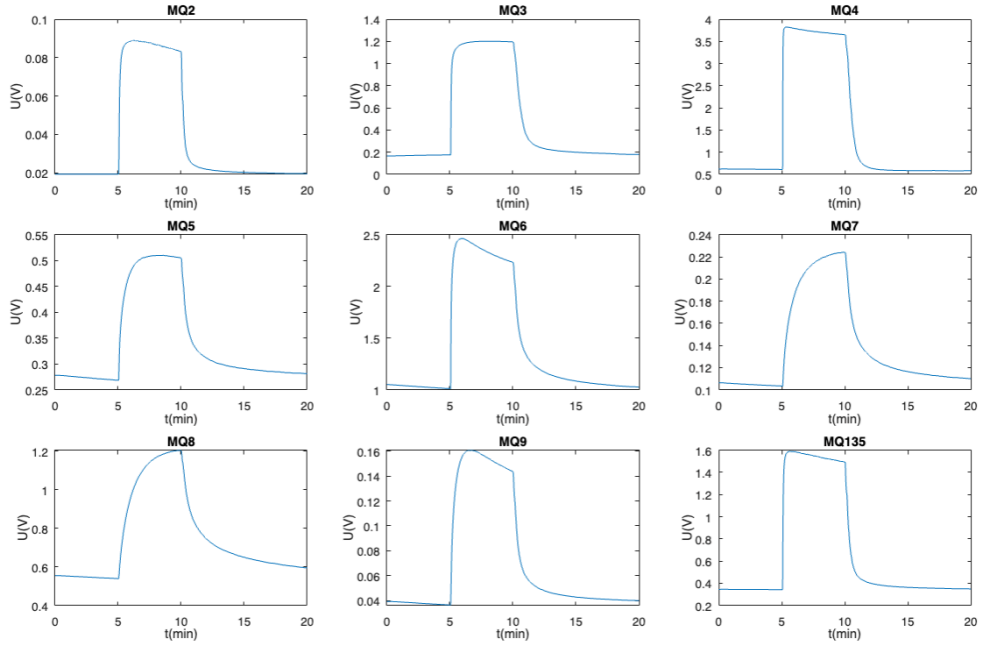 MQ2
U(V)
0.1
0.08
0.06
0.04
0.02
0 5 10 15 20
t(min)
MQ3
U(V)
1.4
1.2
1
0.8
0.6
0.4
0.2
0
0 5 10 15 20
t(min)
MQ4
U(V)
4
3.5
3
2.5
2
1.5
1
0.5
0 5 10 15 20
t(min)
MQ5
U(V)
0.55
0.5
0.45
0.4
0.35
0.3
0.25
0 5 10 15 20
t(min)
MQ6
U(V)
2.5
2
1.5
1
0 5 10 15 20
t(min)
MQ7
U(V)
0.24
0.22
0.2
0.18
0.16
0.14
0.12
0.1
0 5 10 15 20
t(min)
MQ8
U(V)
1.2
1
0.8
0.6
0.4
0 5 10 15 20
t(min)
MQ9
U(V)
0.16
0.14
0.12
0.1
0.08
0.06
0.04
0 5 10 15 20
t(min)
MQ135
U(V)
1.6
1.4
1.2
1
0.8
0.6
0.4
0.2
0 5 10 15 20
t(min)